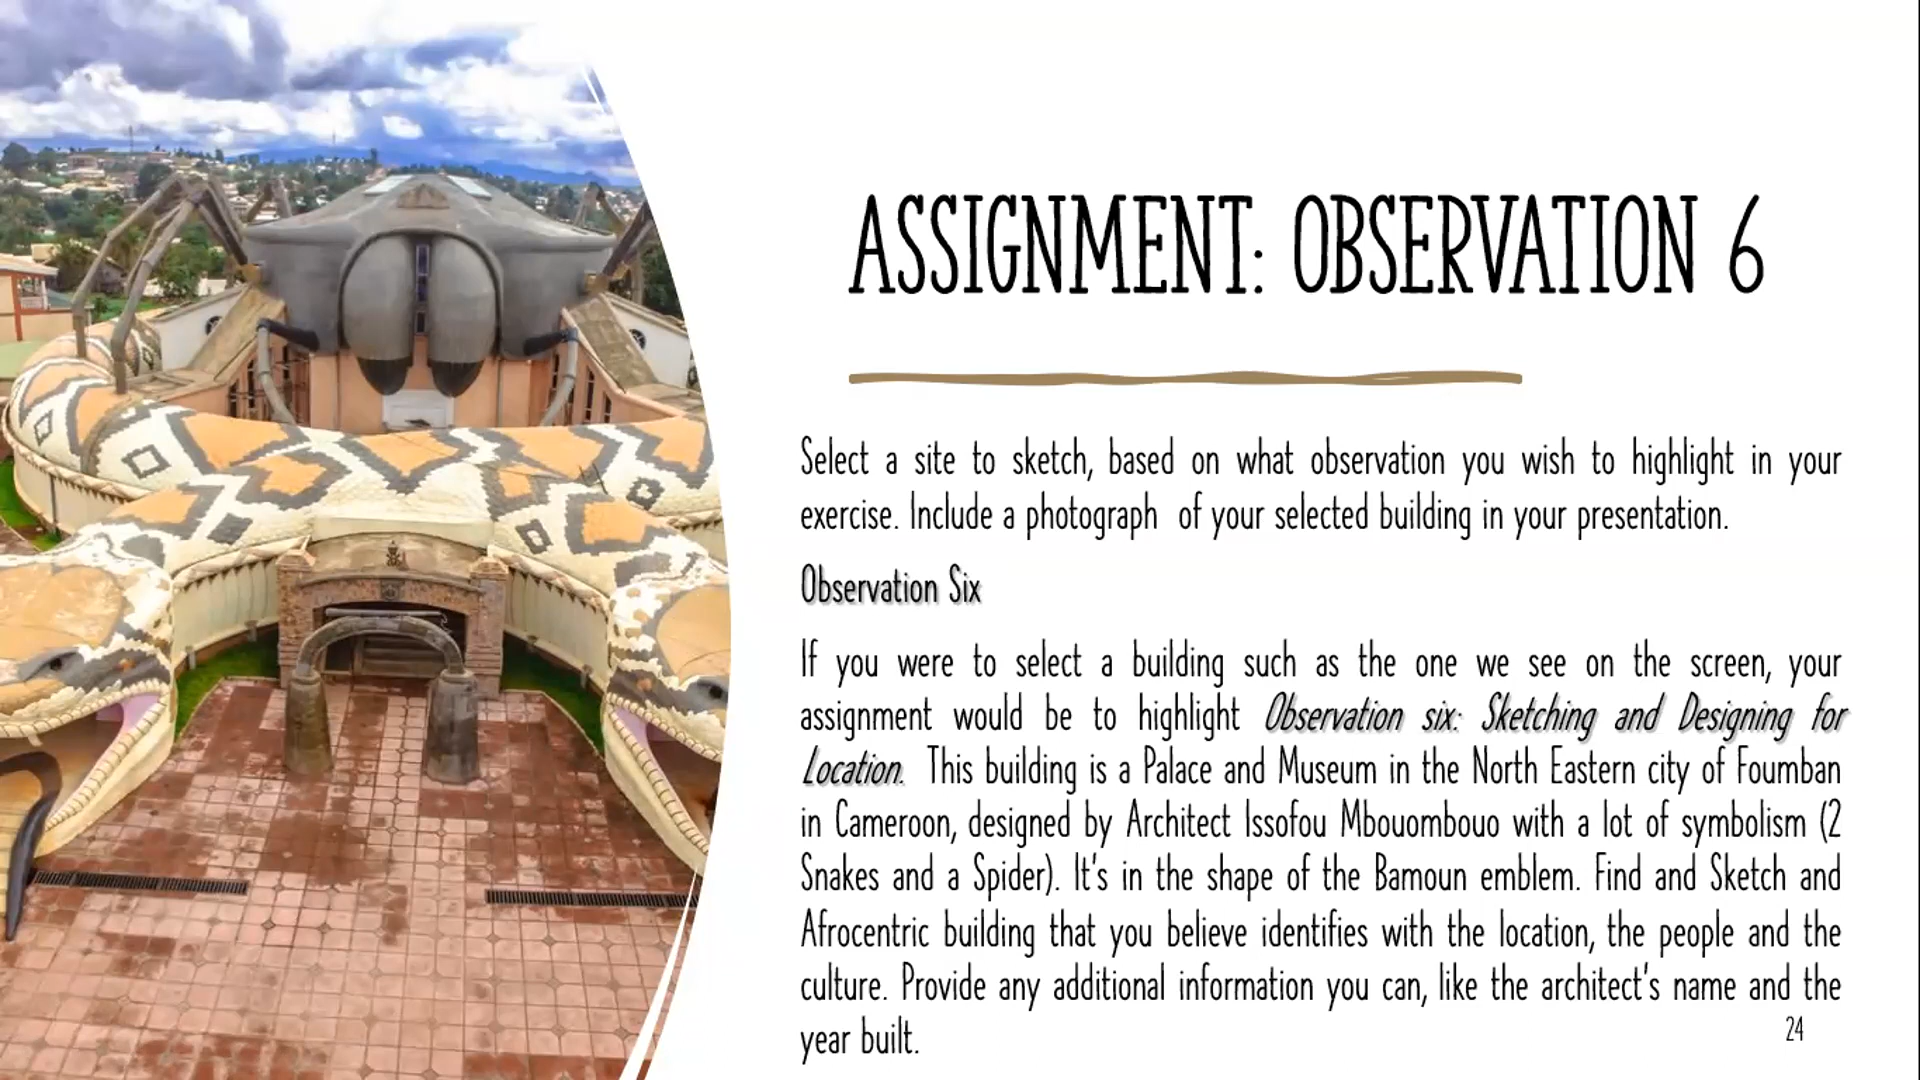 ASSIGNMENT: OBSERVATION 6
Select a site to sketch, based on what observation you wish to highlight in your
exercise. Include a photograph of your selected building in your presentation.
Observation Six
If you were to select a building such as the one we see on the screen, your
assignment would be to highlight Observation six: Sketching and Designing for
Location. This building is a Palace and Museum in the North Eastern city of Foumban
in Cameroon, designed by Architect Issofou Mbouombouo with a lot of symbolism (2
Snakes and a Spider). It's in the shape of the Bamoun emblem. Find and Sketch and
Afrocentric building that you believe identifies with the location, the people and the
culture. Provide any additional information you can, like the architect's name and the
year built.
24